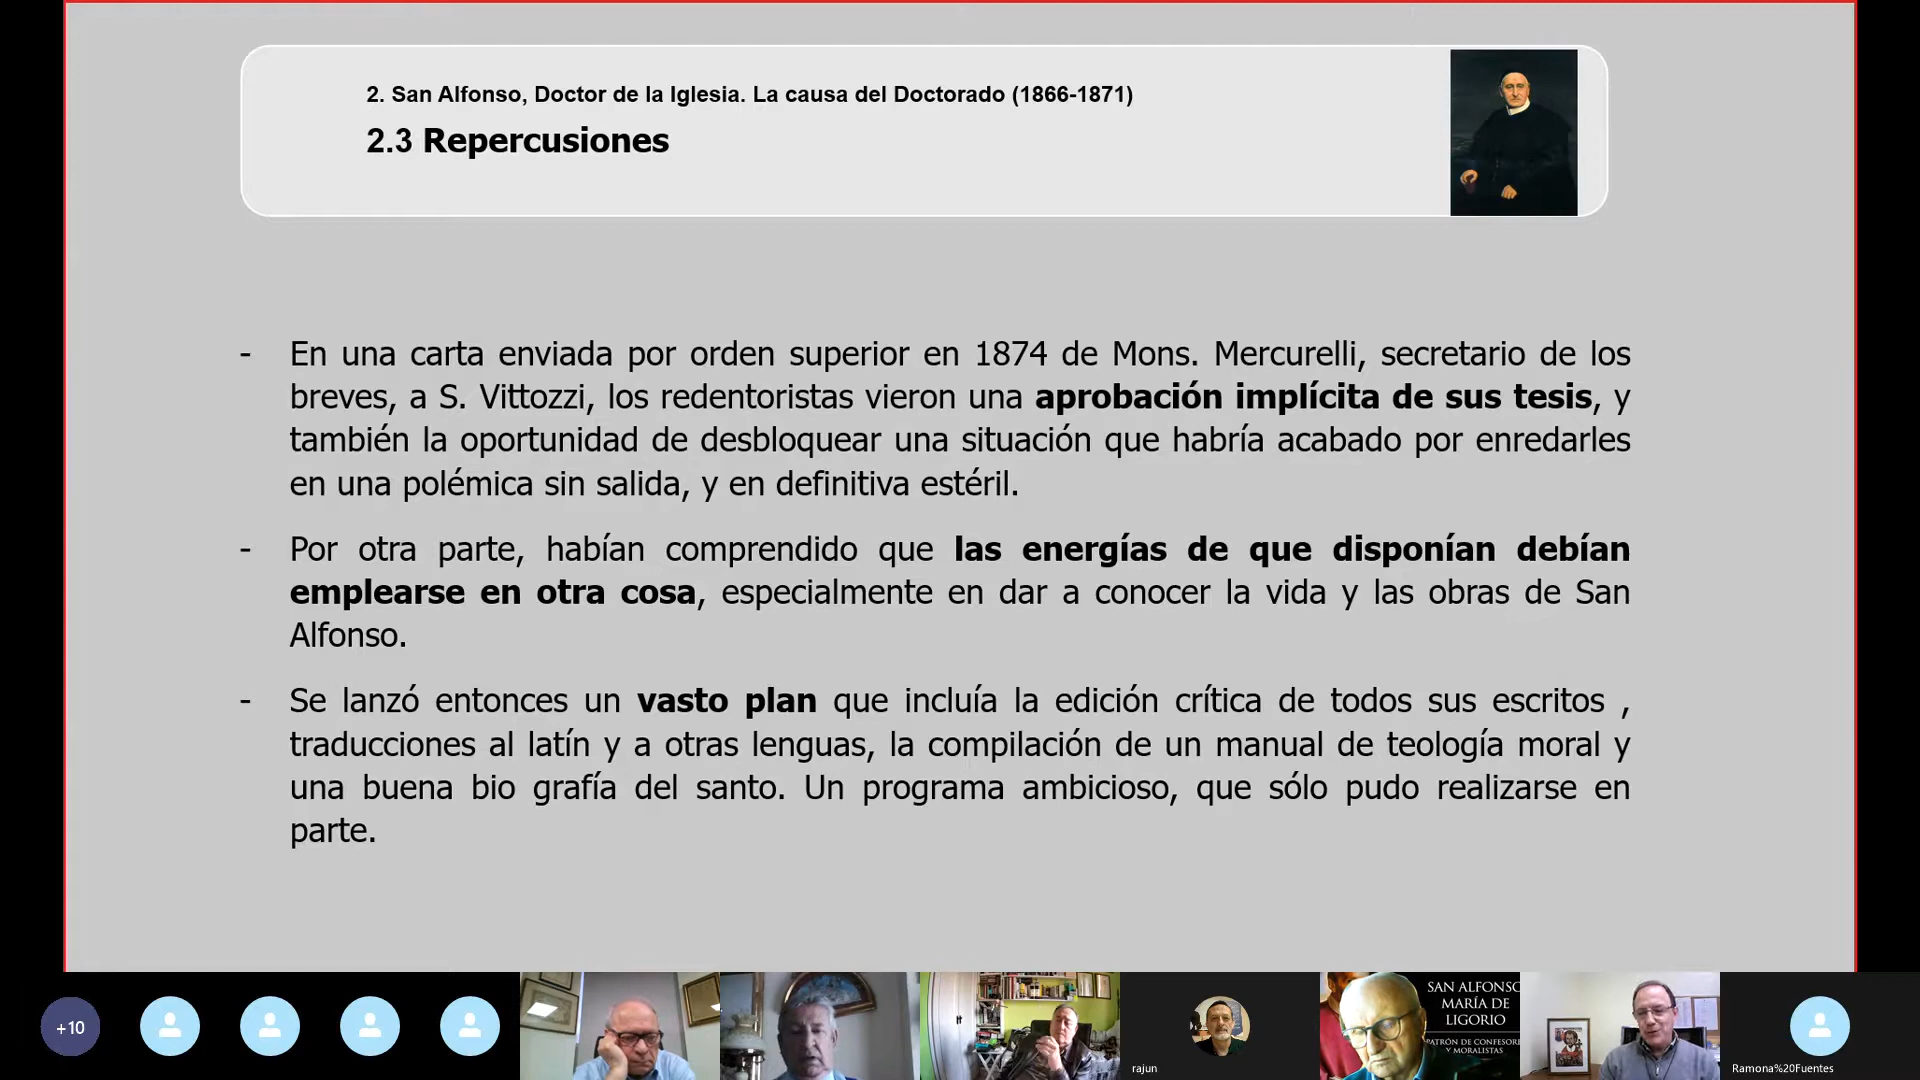 2. San Alfonso, Doctor de la Iglesia. La causa del Doctorado (1866-1871)
2.3 Repercusiones
- En una carta enviada por orden superior en 1874 de Mons. Mercurelli, secretario de los
breves, a S. Vittozzi, los redentoristas vieron una aprobación implícita de sus tesis, y
también la oportunidad de desbloquear una situación que habría acabado por enredarles
en una polémica sin salida, y en definitiva estéril.
- Por otra parte, habían comprendido que las energías de que disponían debían
emplearse en otra cosa, especialmente en dar a conocer la vida y las obras de San
Alfonso.
- Se lanzó entonces un vasto plan que incluía la edición crítica de todos sus escritos ,
traducciones al latín y a otras lenguas, la compilación de un manual de teología moral y
una buena bio grafía del santo. Un programa ambicioso, que sólo pudo realizarse en
parte.
+10
rajun
SAN ALFONSO
MARÍA DE
LIGORIO
PATRÓN DE CONFESORE
Y MORALISTAS
Ramona%20Fuentes